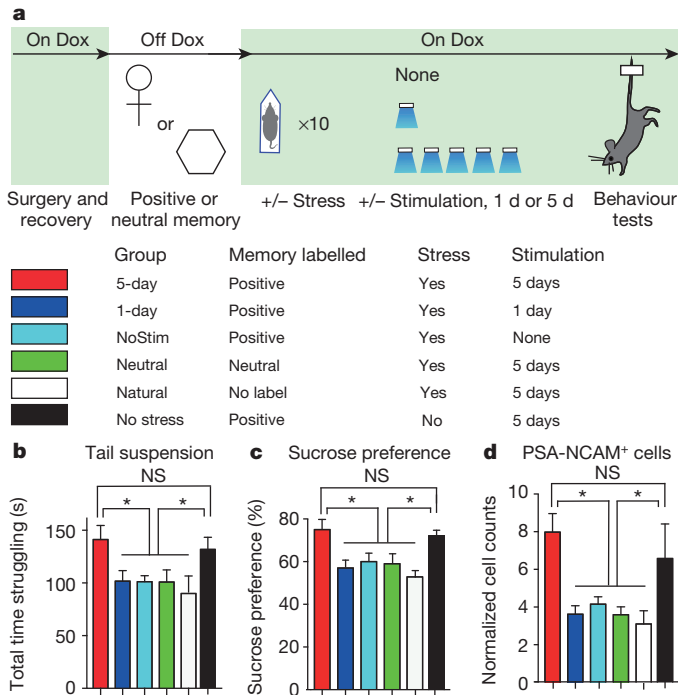 a
On Dox Off Dox On Dox
None
or
×10
Surgery and recovery
Positive or neutral memory
+/– Stress
+/– Stimulation, 1 d or 5 d
Behaviour tests
Group Memory labelled Stress Stimulation
5-day Positive Yes 5 days
1-day Positive Yes 1 day
NoStim Positive Yes None
Neutral Neutral Yes 5 days
Natural No label Yes 5 days
No stress Positive No 5 days
b Tail suspension
NS
* *
Total time struggling (s)
150
100
50
0
c Sucrose preference
NS
* *
Sucrose preference (%)
80
60
40
20
0
d PSA-NCAM⁺ cells
NS
* *
Normalized cell counts
10
8
6
4
2
0